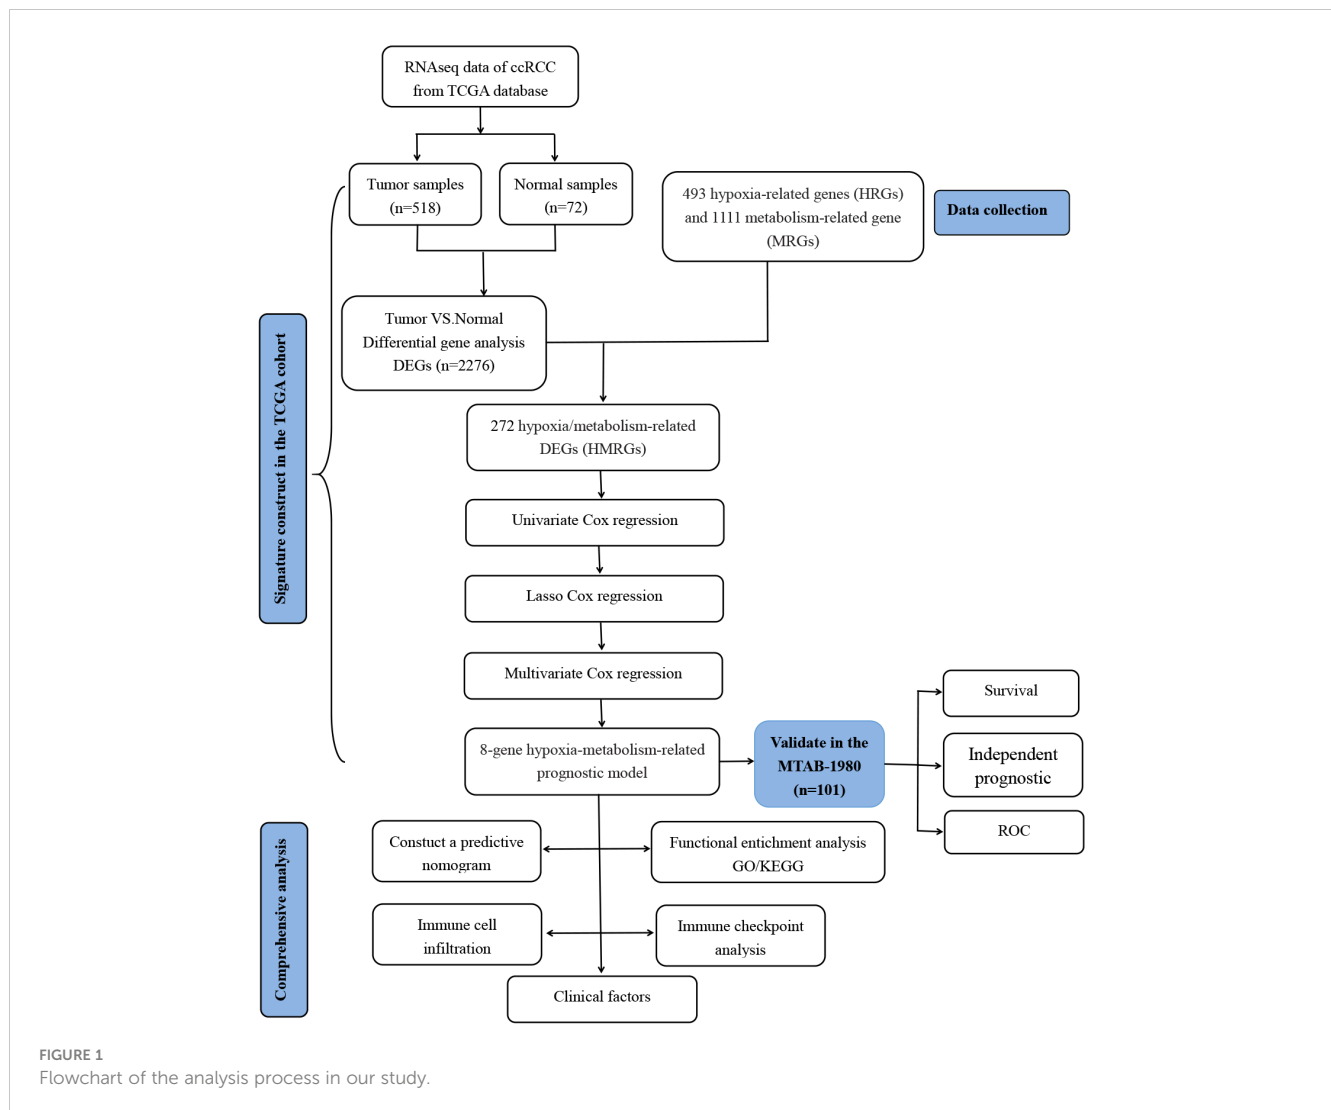 RNAseq data of ccRCC
from TCGA database
Tumor samples
(n=518)
Normal samples
(n=72)
493 hypoxia-related genes (HRGs)
and 1111 metabolism-related gene
(MRGs)
Data collection
Tumor VS.Normal
Differential gene analysis
DEGs (n=2276)
Signature construct in the TCGA cohort
272 hypoxia/metabolism-related
DEGs (HMRGs)
Univariate Cox regression
Lasso Cox regression
Multivariate Cox regression
8-gene hypoxia-metabolism-related
prognostic model
Validate in the
MTAB-1980
(n=101)
Survival
Independent
prognostic
ROC
Comprehensive analysis
Constuct a predictive
nomogram
Functional entichment analysis
GO/KEGG
Immune cell
infiltration
Immune checkpoint
analysis
Clinical factors
FIGURE 1
Flowchart of the analysis process in our study.